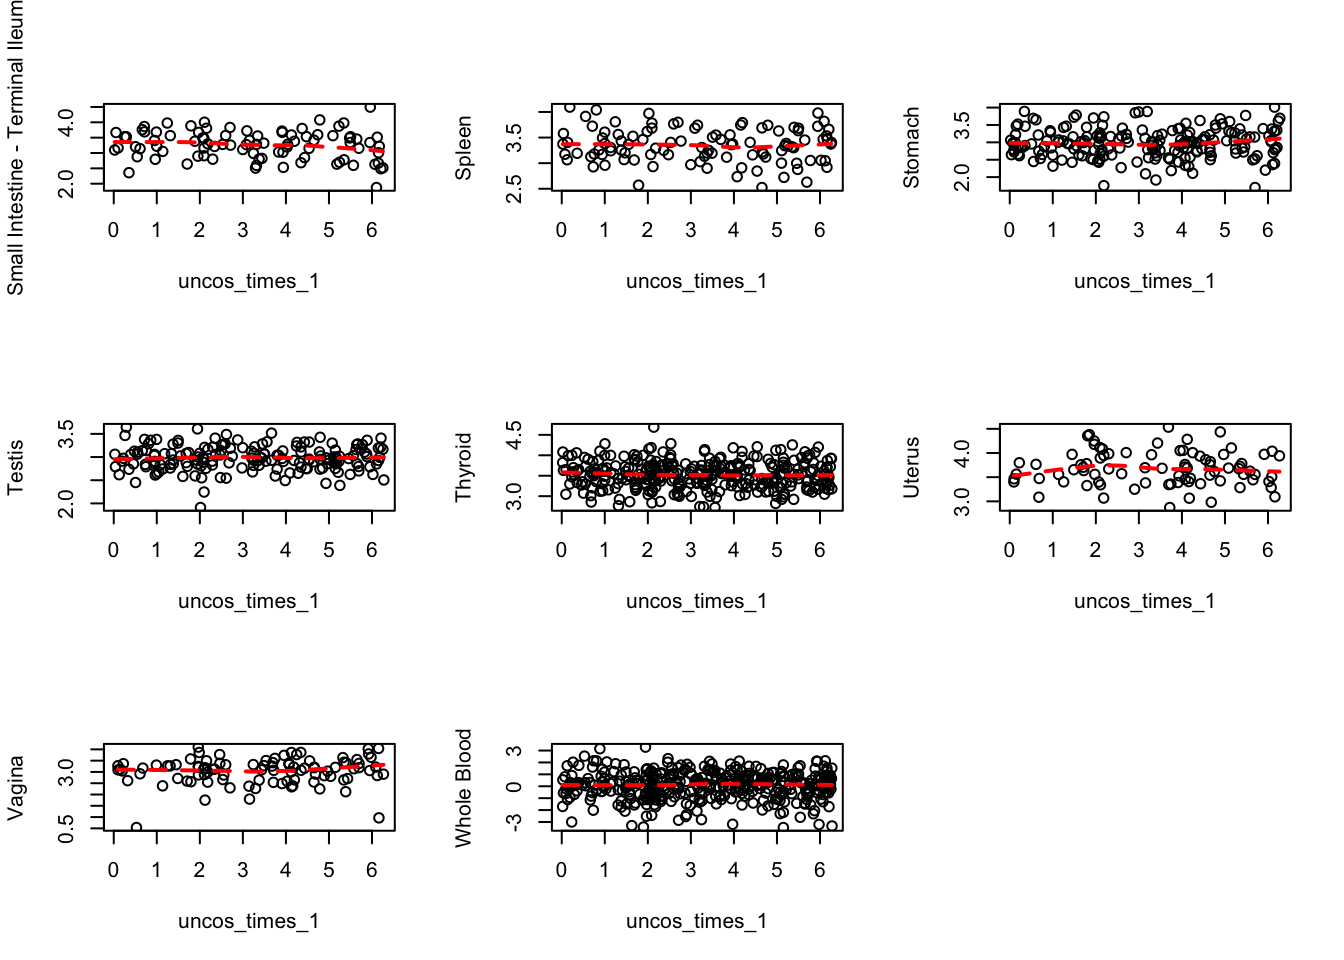 Small Intestine - Terminal Ileum
4.0
2.0
0 1 2 3 4 5 6
uncos_times_1
Spleen
3.5
2.5
0 1 2 3 4 5 6
uncos_times_1
Stomach
3.5
2.0
0 1 2 3 4 5 6
uncos_times_1
Testis
3.5
2.0
0 1 2 3 4 5 6
uncos_times_1
Thyroid
4.5
3.0
0 1 2 3 4 5 6
uncos_times_1
Uterus
4.0
3.0
0 1 2 3 4 5 6
uncos_times_1
Vagina
3.0
0.5
0 1 2 3 4 5 6
uncos_times_1
Whole Blood
3
0
-3
0 1 2 3 4 5 6
uncos_times_1